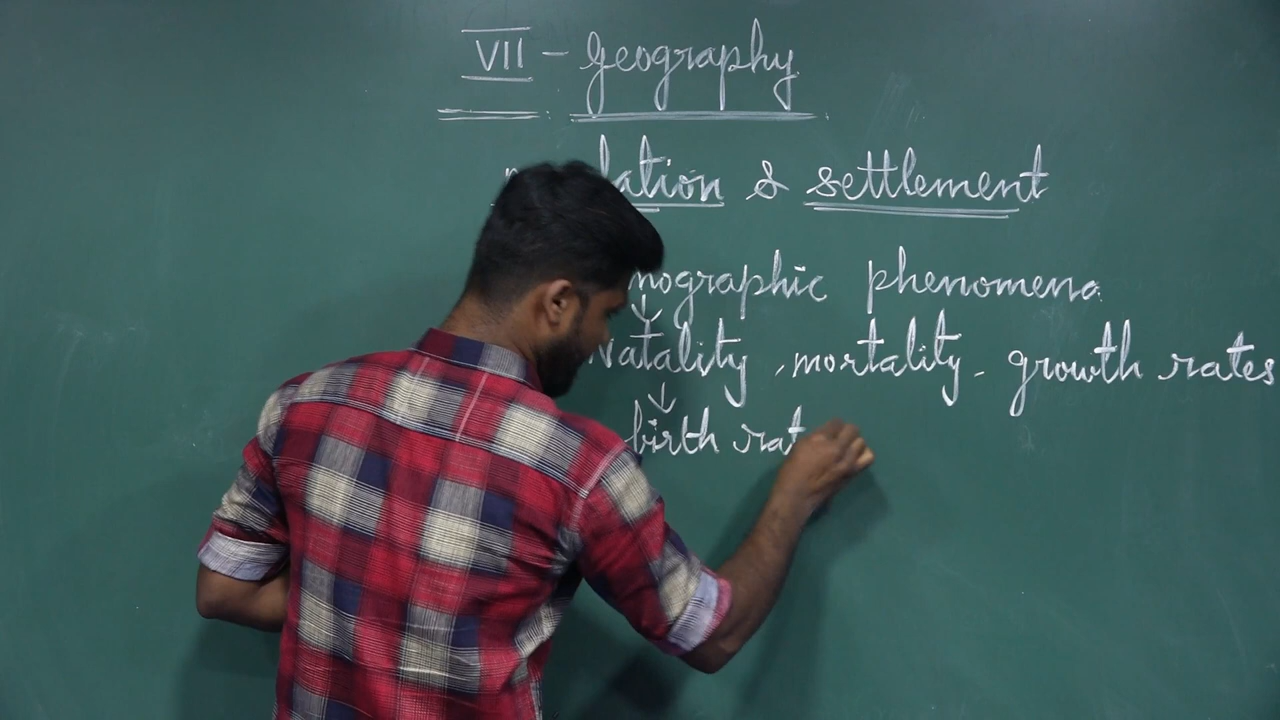 VII - Geography
lation & settlement
nographic phenomena
Natality, mortality - growth rates
birth rat